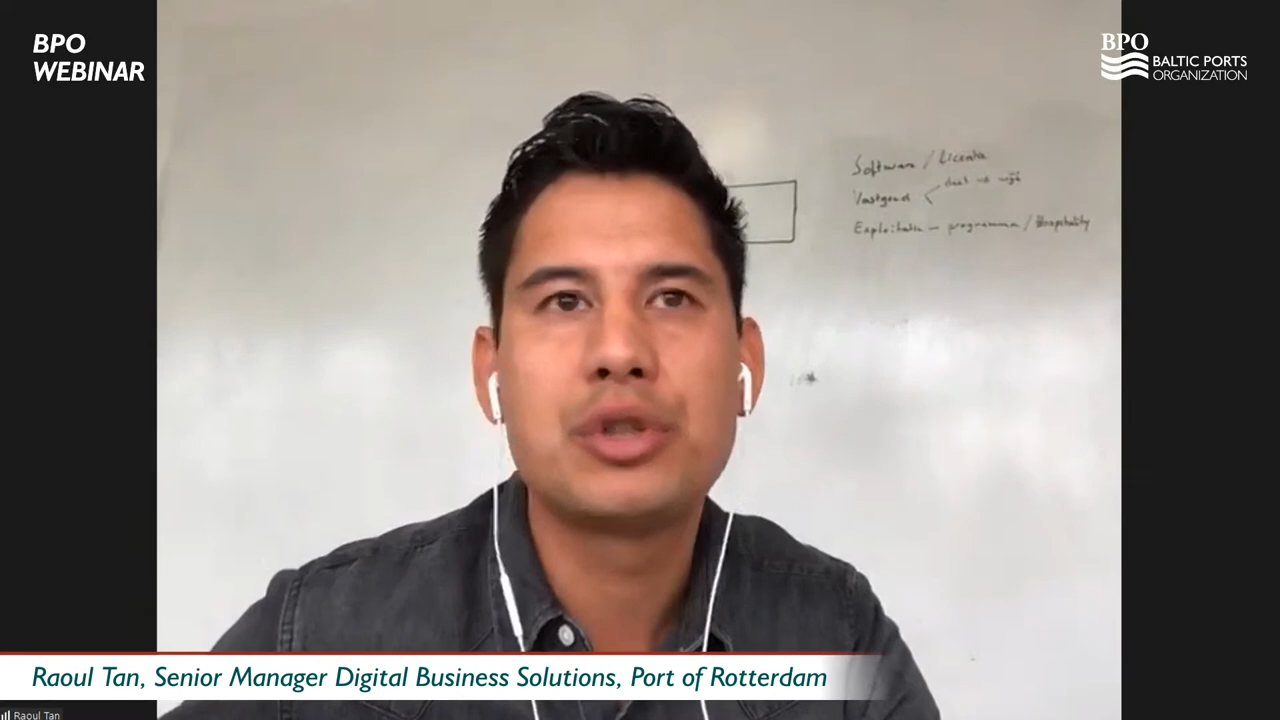 BPO
WEBINAR
BPO
BALTIC PORTS
ORGANIZATION
Software / Licentie
Vastgoed
Exploitatie — programma / Hospitality
Raoul Tan, Senior Manager Digital Business Solutions, Port of Rotterdam
Raoul Tan